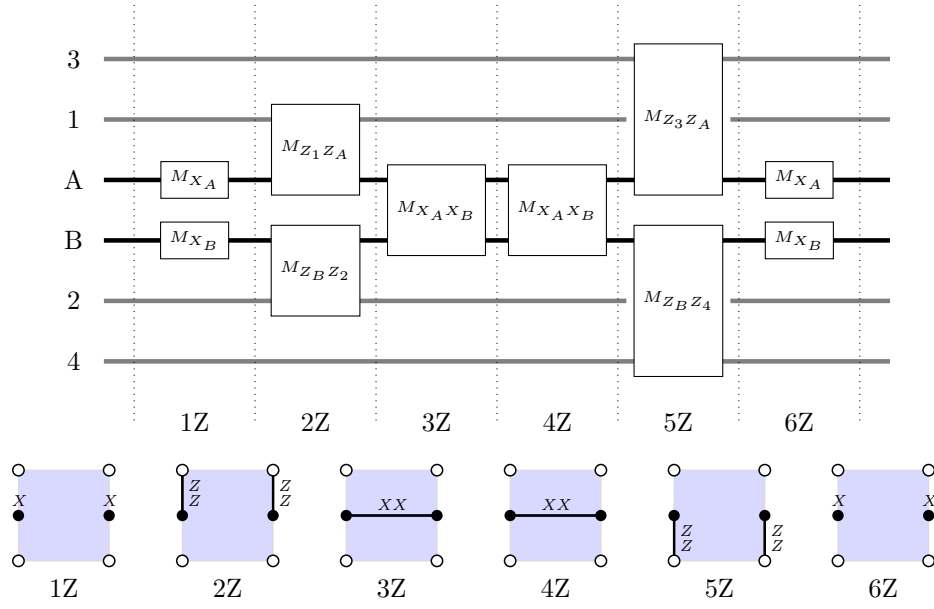 3
1
A
B
2
4
M_{Z_3 Z_A}
M_{Z_1 Z_A}
M_{X_A} M_{X_A X_B} M_{X_A X_B} M_{X_A}
M_{X_B} M_{X_B}
M_{Z_B Z_2} M_{Z_B Z_4}
1Z 2Z 3Z 4Z 5Z 6Z
X X Z Z Z Z XX XX Z Z Z Z X X
1Z 2Z 3Z 4Z 5Z 6Z